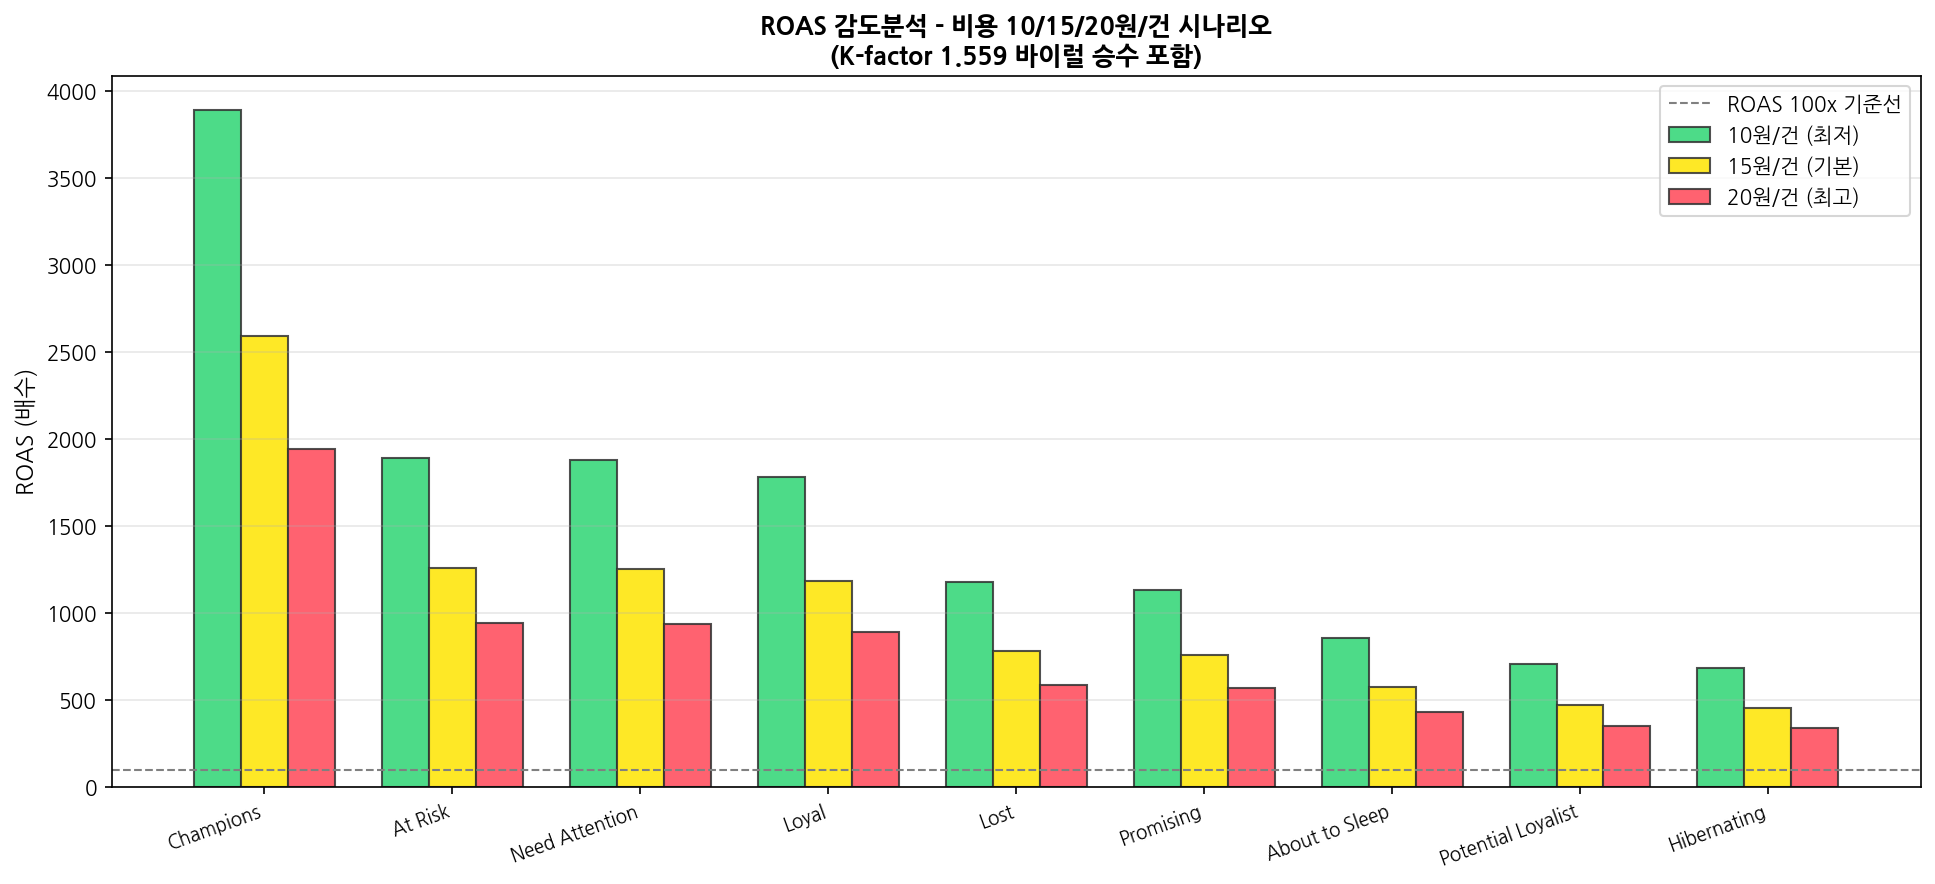 ROAS 감도분석 - 비용 10/15/20원/건 시나리오
(K-factor 1.559 바이럴 승수 포함)
ROAS (배수)
4000
3500
3000
2500
2000
1500
1000
500
0
ROAS 100x 기준선
10원/건 (최저)
15원/건 (기본)
20원/건 (최고)
Champions
At Risk
Need Attention
Loyal
Lost
Promising
About to Sleep
Potential Loyalist
Hibernating